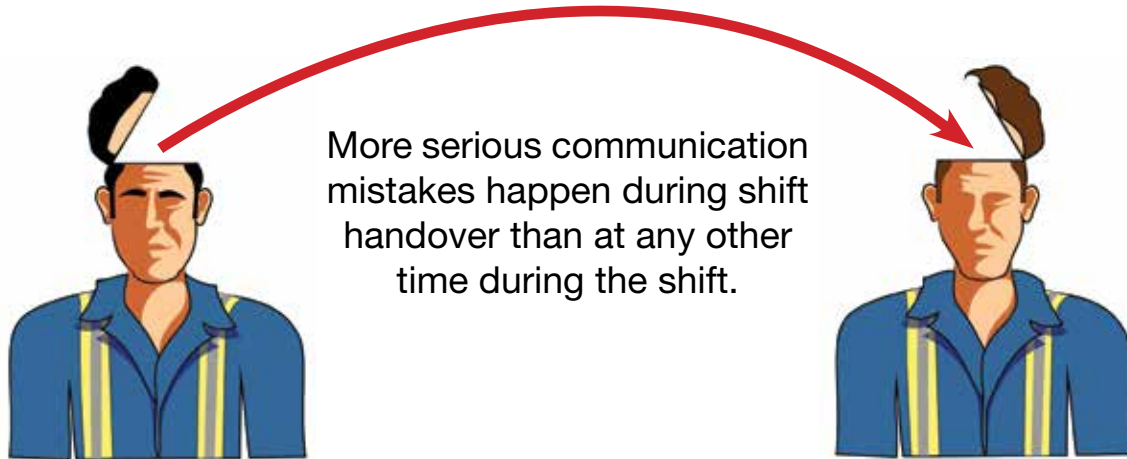 More serious communication
mistakes happen during shift
handover than at any other
time during the shift.